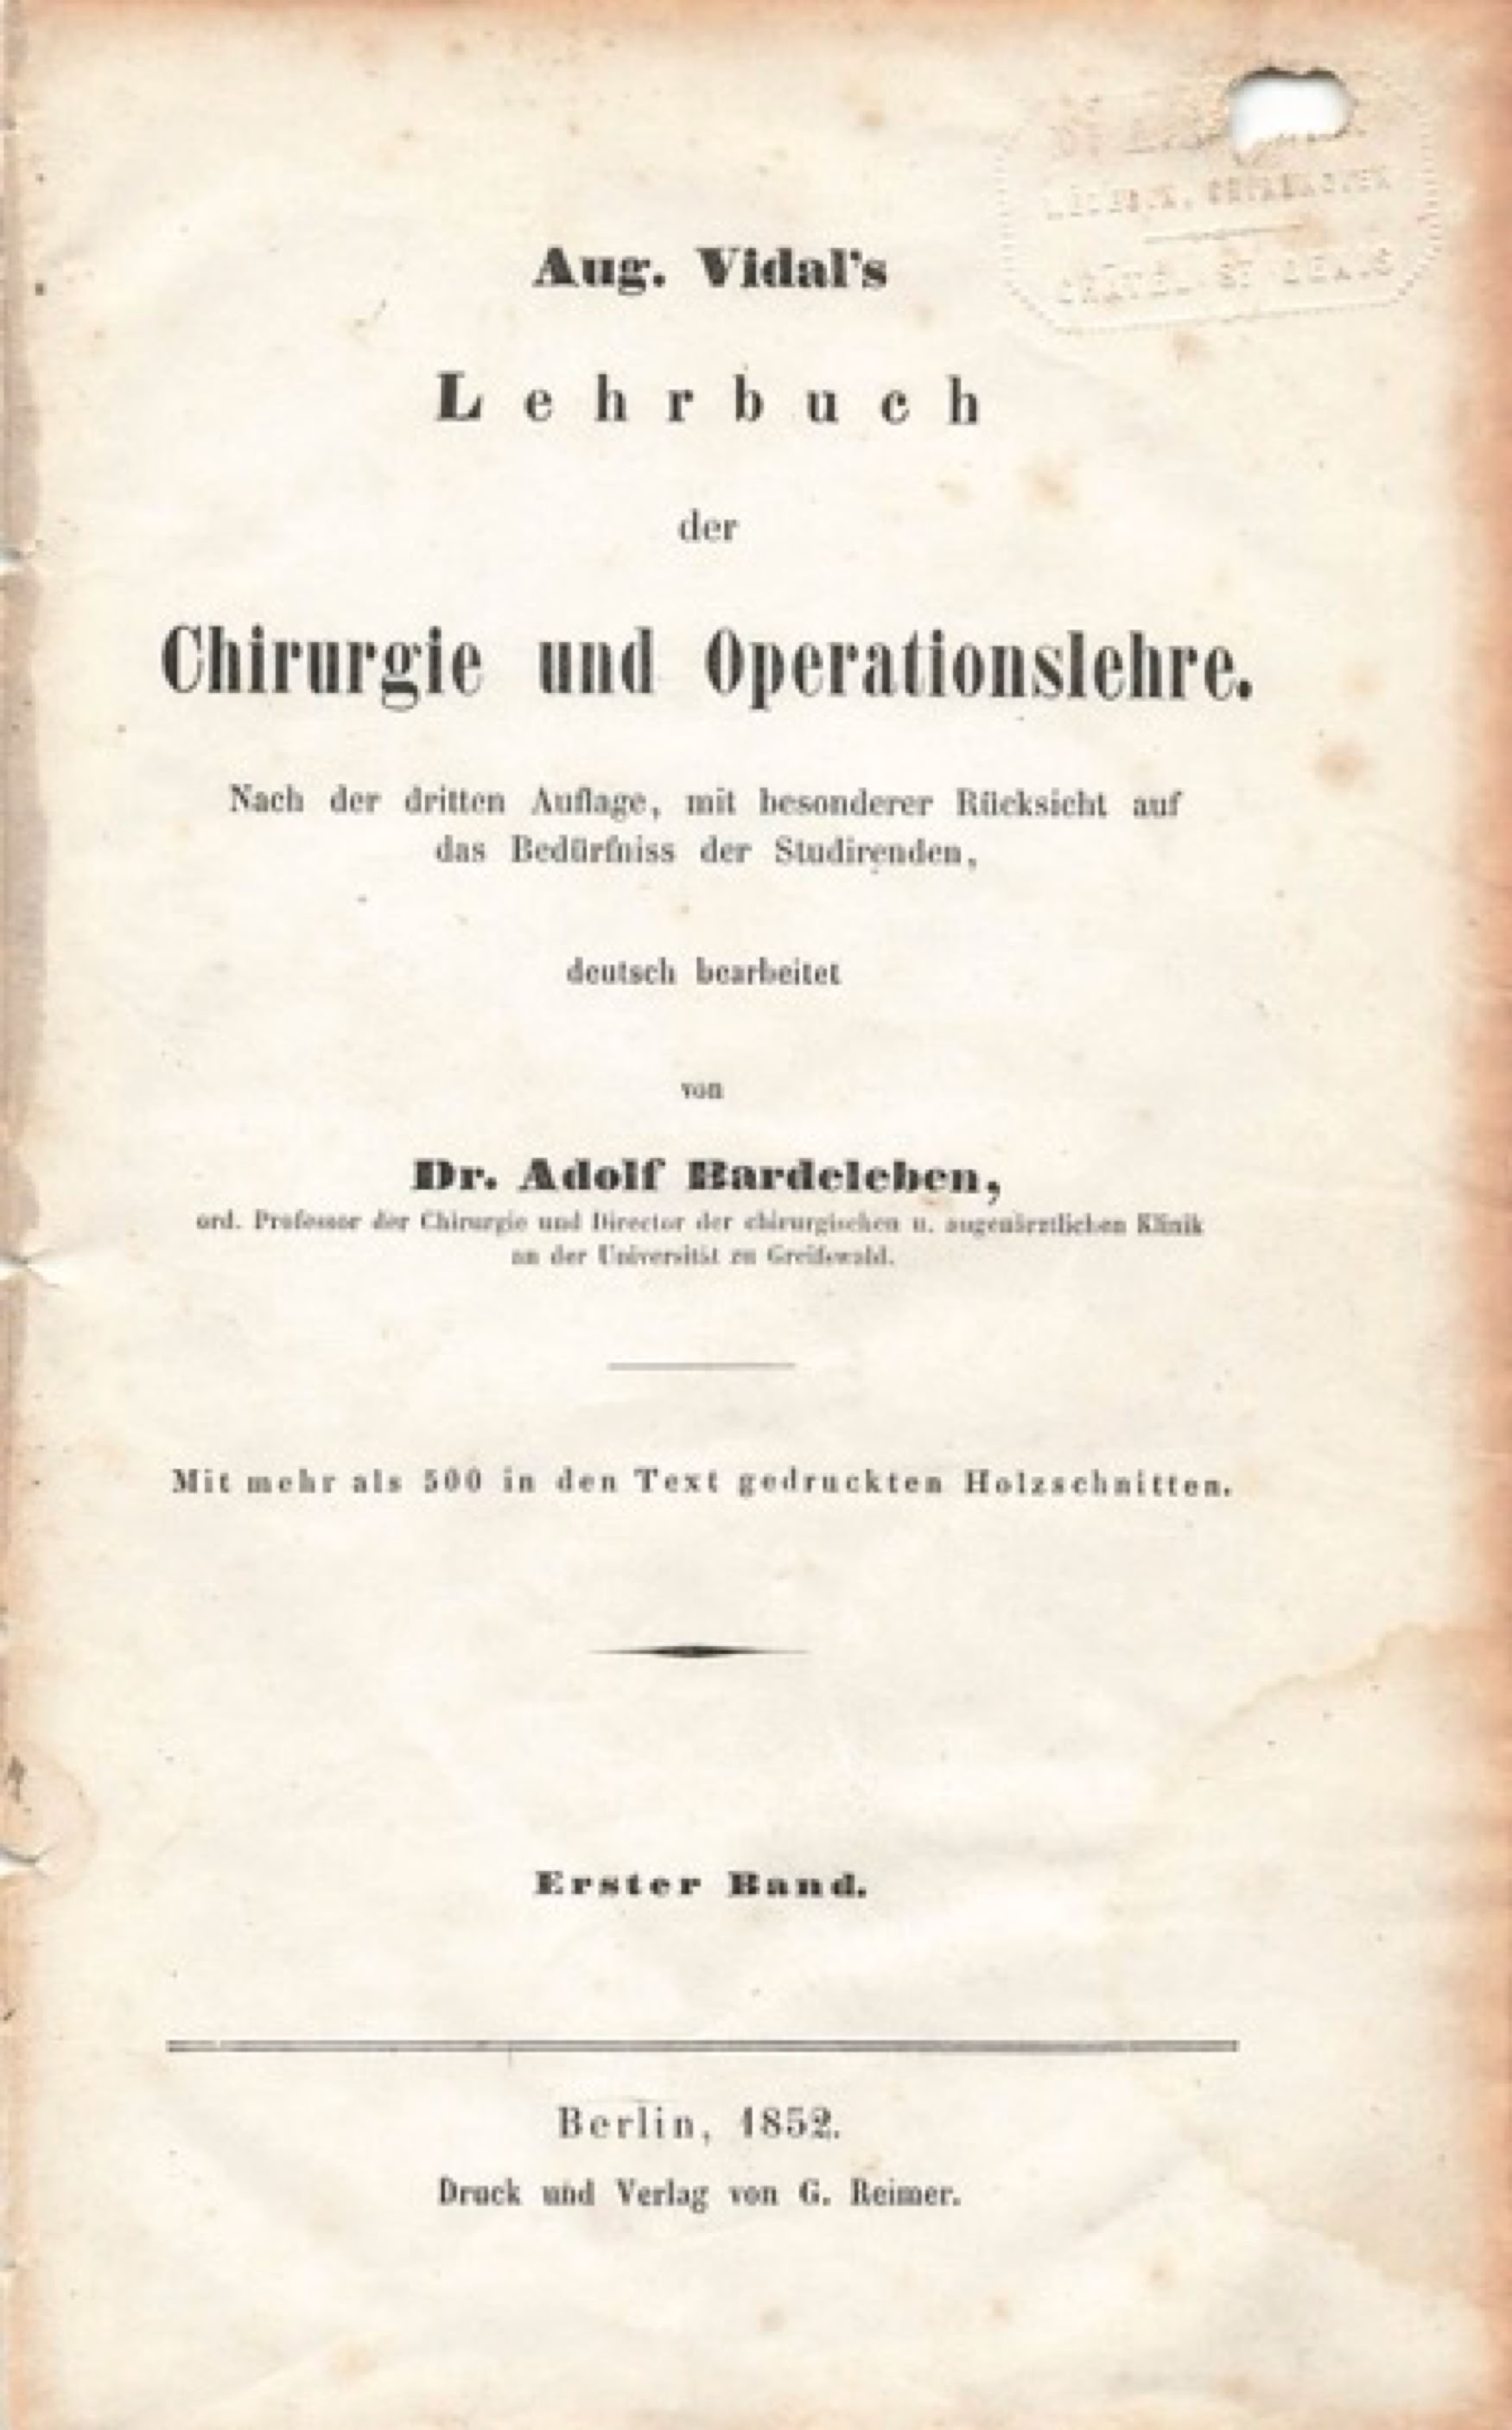 Aug. Vidal's
Lehrbuch
der
Chirurgie und Operationslehre.
Nach der dritten Auflage, mit besonderer Rücksicht auf
das Bedürfniss der Studirenden,
deutsch bearbeitet
von
Dr. Adolf Bardeleben,
ord. Professor der Chirurgie und Director der chirurgischen u. augenärztlichen Klinik
an der Universität zu Greifswald.
Mit mehr als 500 in den Text gedruckten Holzschnitten.
Erster Band.
Berlin, 1852.
Druck und Verlag von G. Reimer.